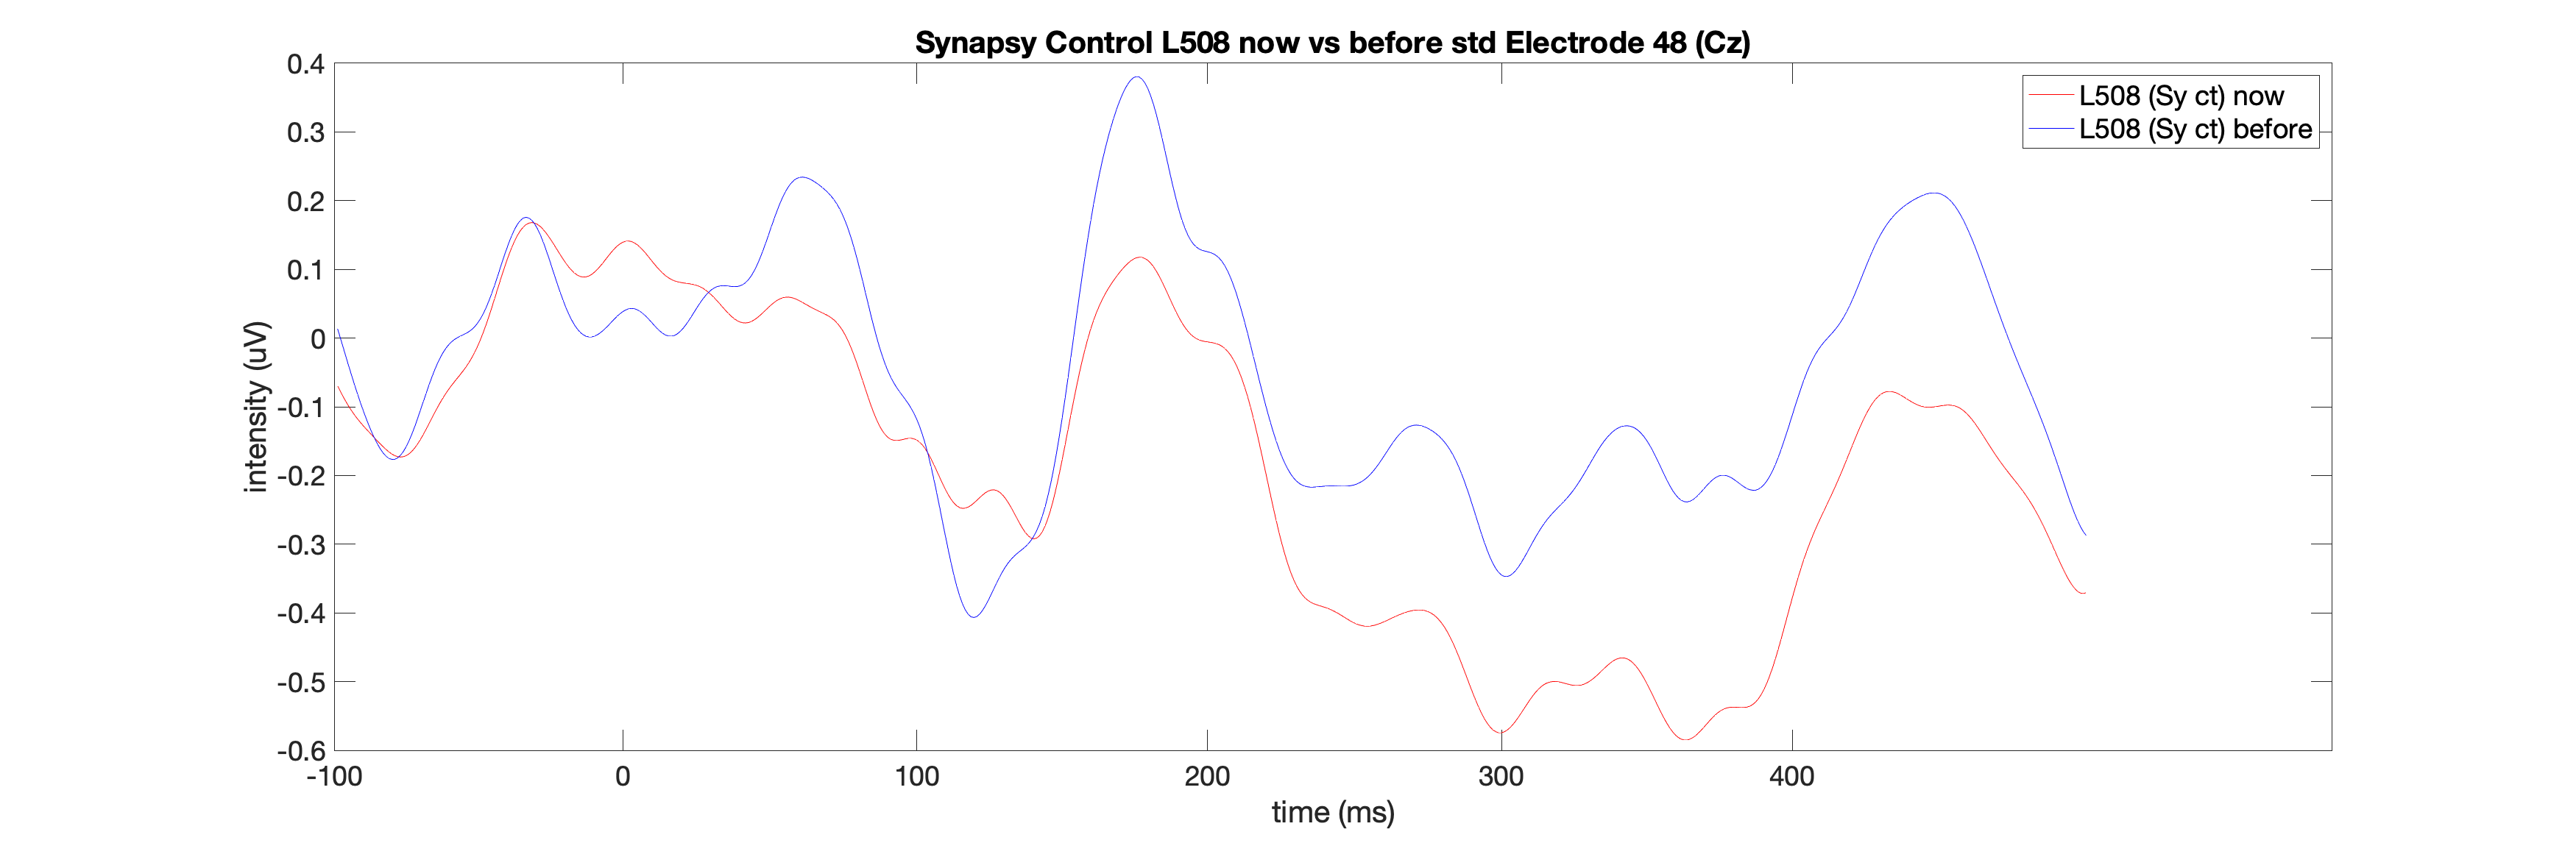 Synapsy Control L508 now vs before std Electrode 48 (Cz)
L508 (Sy ct) now
L508 (Sy ct) before
intensity (uV)
0.4
0.3
0.2
0.1
0
-0.1
-0.2
-0.3
-0.4
-0.5
-0.6
-100 0 100 200 300 400
time (ms)